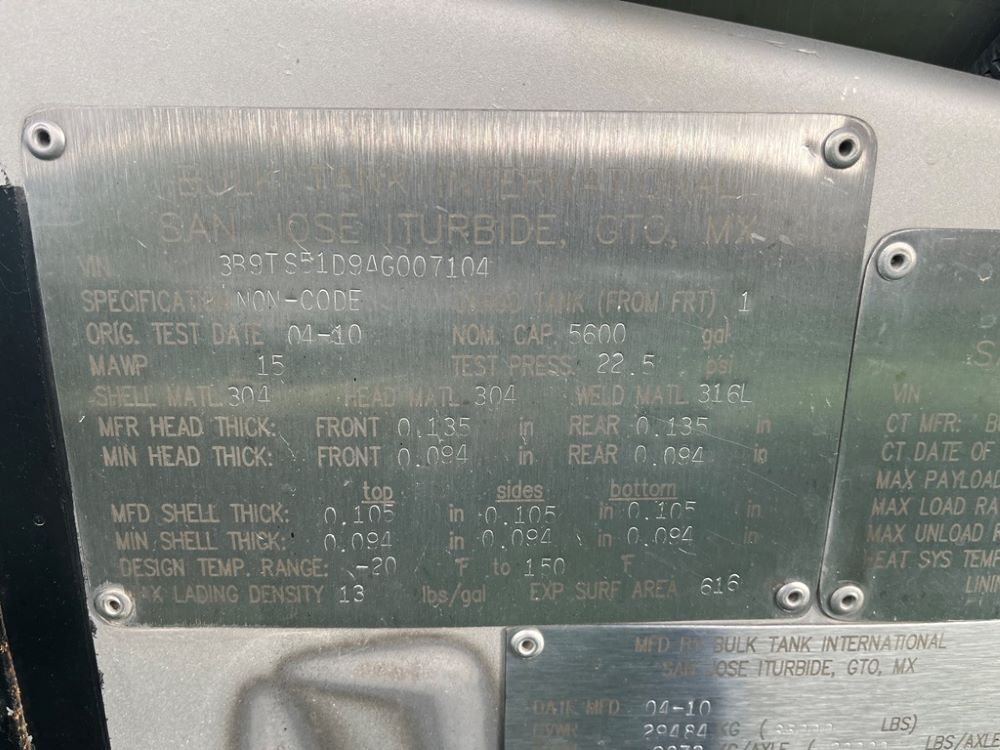 BULK TANK INTERNATIONAL
SAN JOSE ITURBIDE, GTO, MX
VIN 3B9TS51D9AG007104
SPECIFICATION NON-CODE CARGO TANK (FROM FRT) 1
ORIG. TEST DATE 04-10 NOM. CAP. 5600 gal
MAWP 15 TEST PRESS. 22.5 psi
SHELL MATL 304 HEAD MATL 304 WELD MATL 316L
MFR HEAD THICK: FRONT 0.135 in REAR 0.135 in
MIN HEAD THICK: FRONT 0.094 in REAR 0.094 in
top sides bottom
MFD SHELL THICK: 0.105 in 0.105 in 0.105 in
MIN SHELL THICK: 0.094 in 0.094 in 0.094 in
DESIGN TEMP. RANGE: -20 F to 150 F
MAX LADING DENSITY 13 lbs/gal EXP SURF AREA 616
VIN
CT MFR: B
CT DATE OF
MAX PAYLOAD
MAX LOAD RA
MAX UNLOAD
HEAT SYS TEMP
LINI
MFD BY BULK TANK INTERNATIONAL
SAN JOSE ITURBIDE, GTO, MX
DATE MFD 04-10
29484 KG ( LBS)
KG/AXLE ( LBS/AXLE